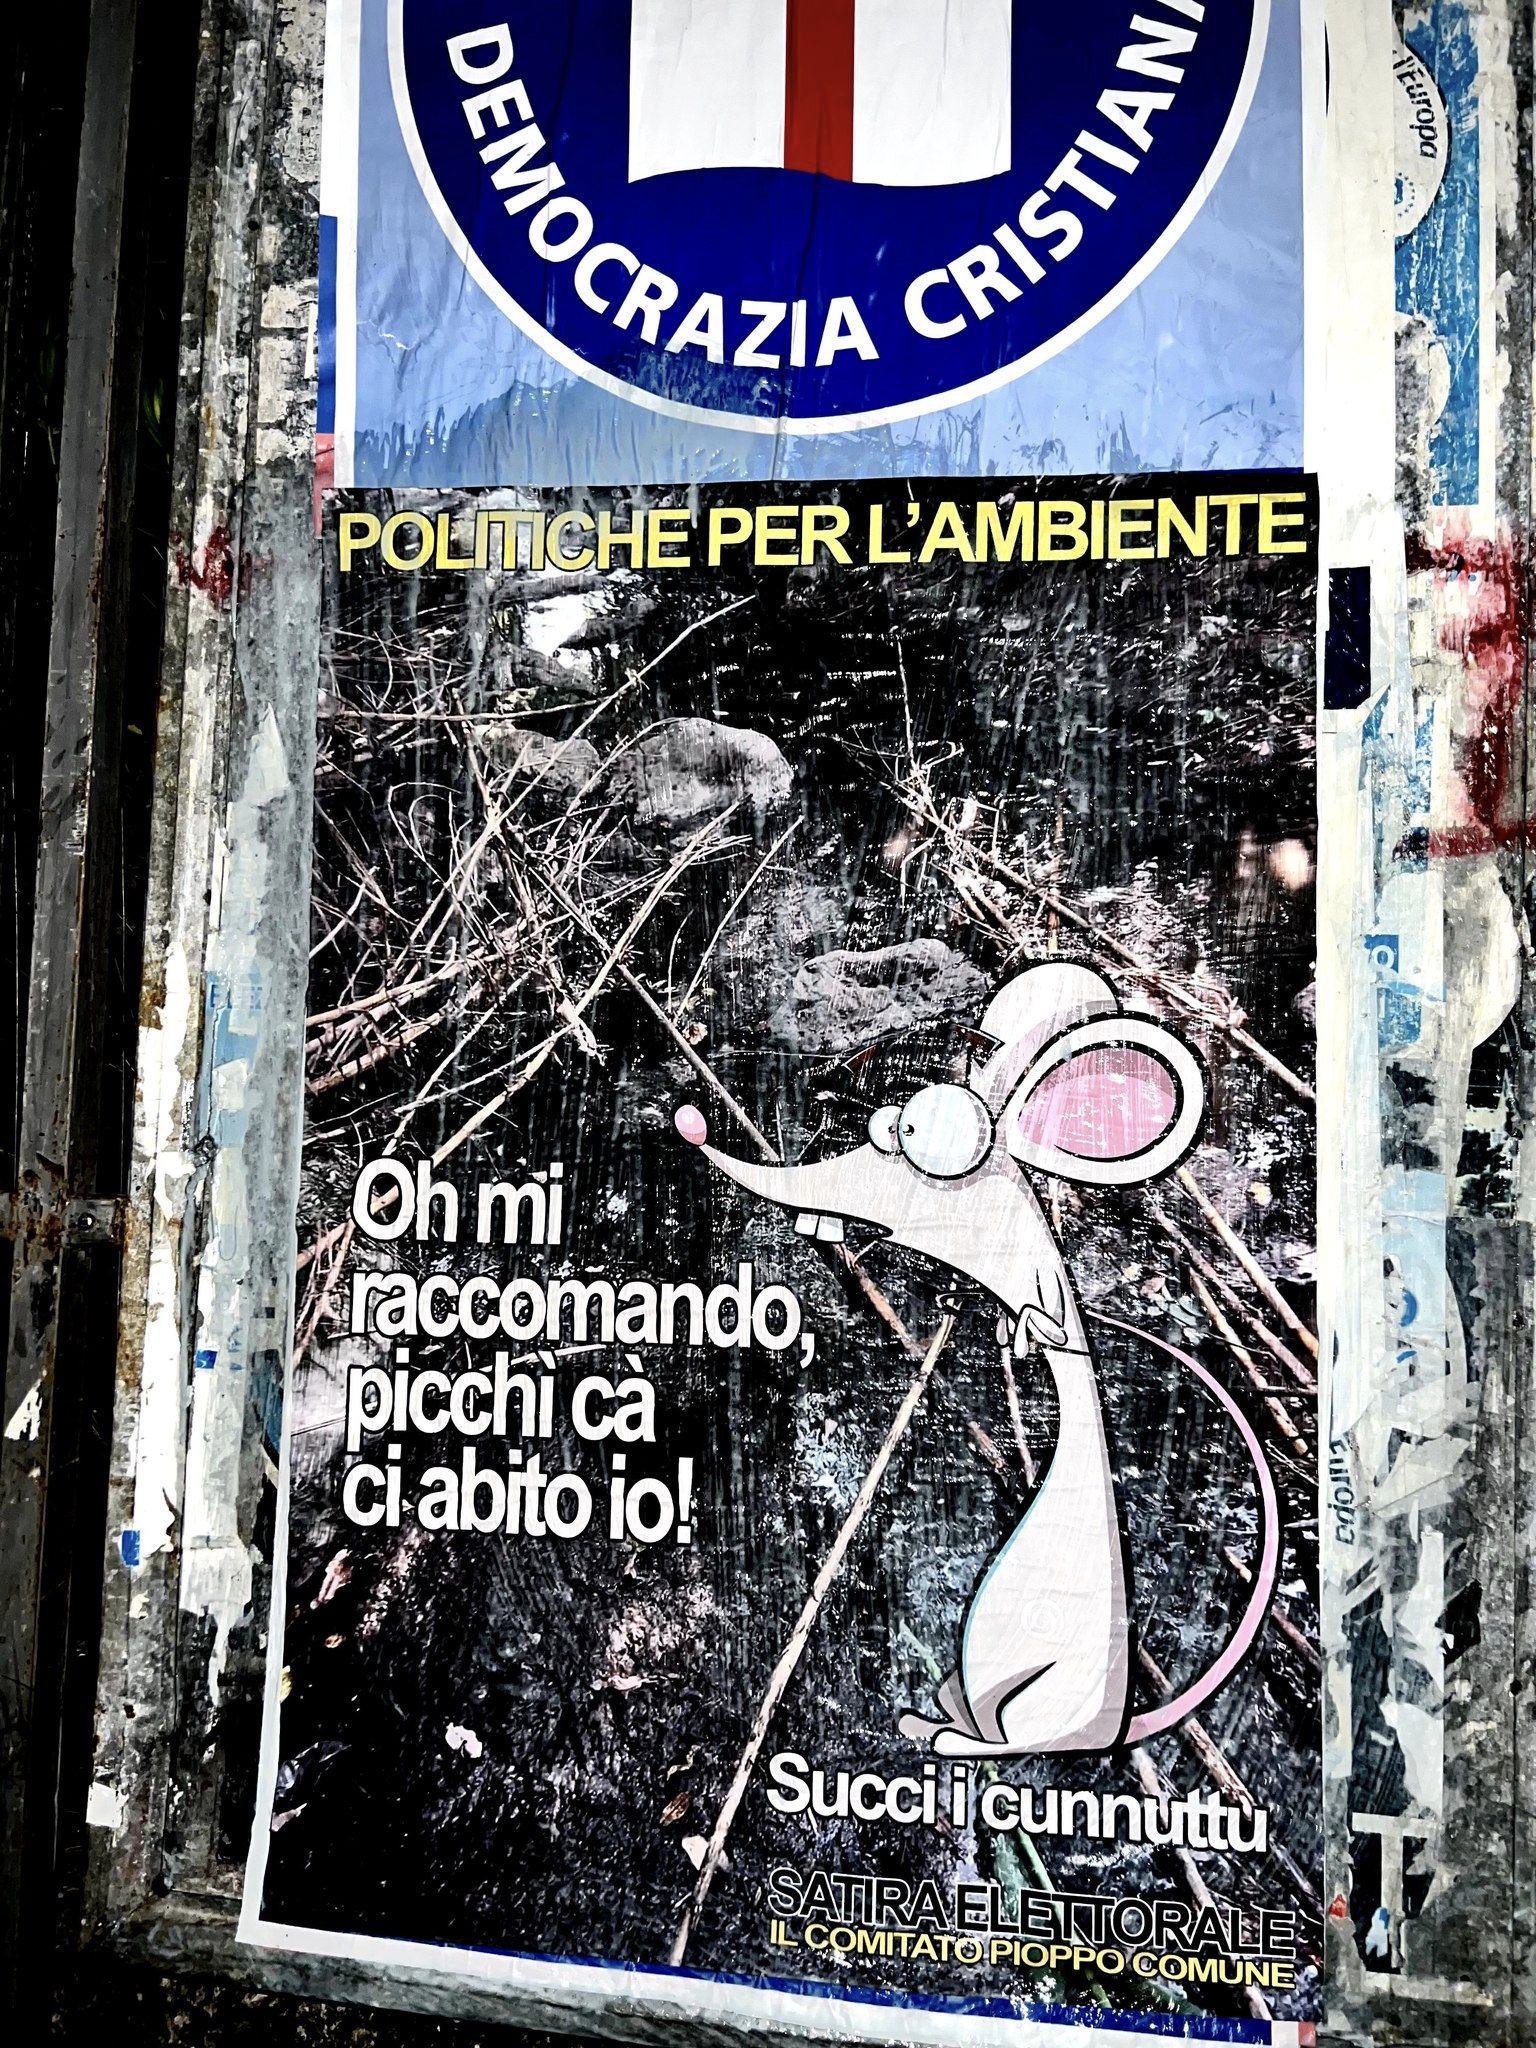 DEMOCRAZIA CRISTIANA
l'Europa
POLITICHE PER L'AMBIENTE
Oh mi
raccomando,
picchì cà
ci abito io!
Succi i cunnuttu
SATIRA ELETTORALE
IL COMITATO PIOPPO COMUNE